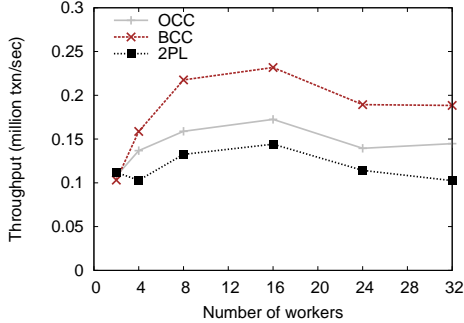 0.3
0.25
0.2
0.15
0.1
0.05
0
Throughput (million txn/sec)
OCC
BCC
2PL
0 4 8 12 16 20 24 28 32
Number of workers